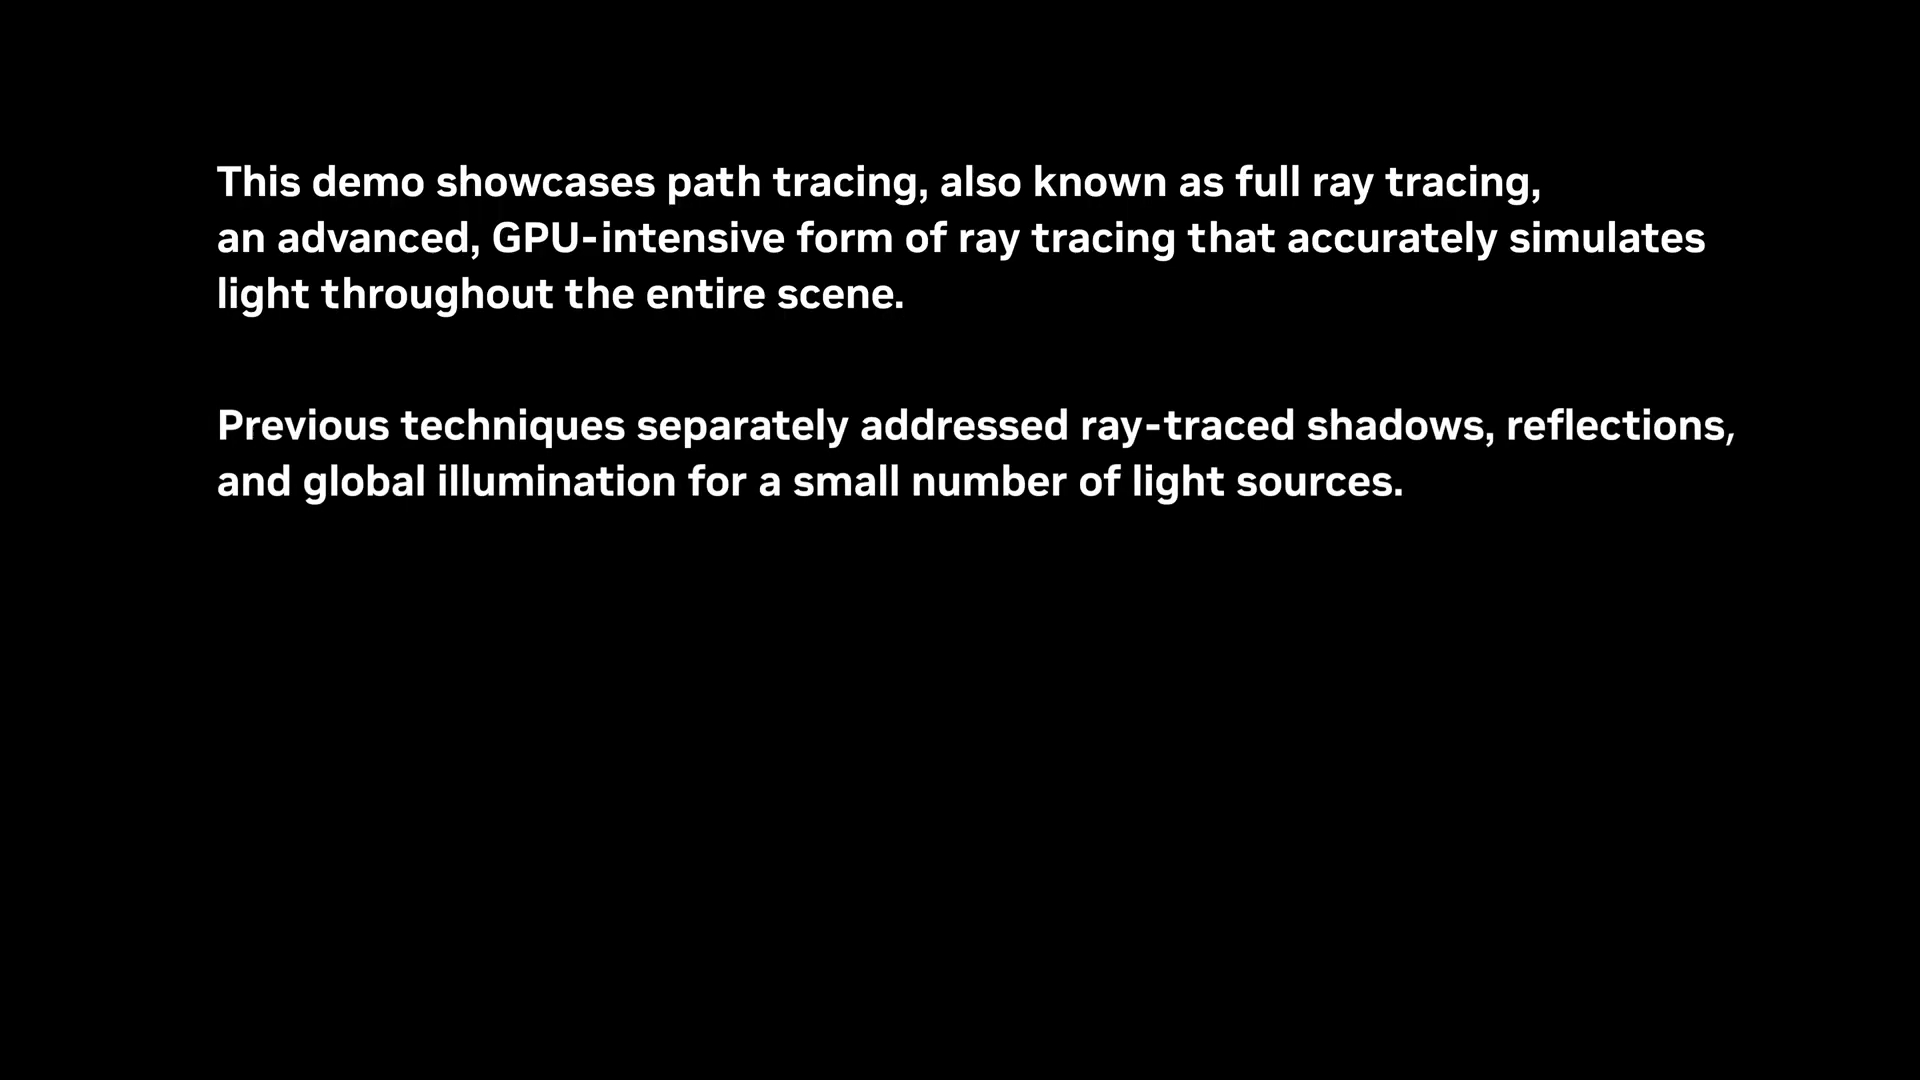 This demo showcases path tracing, also known as full ray tracing,
an advanced, GPU-intensive form of ray tracing that accurately simulates
light throughout the entire scene.
Previous techniques separately addressed ray-traced shadows, reflections,
and global illumination for a small number of light sources.